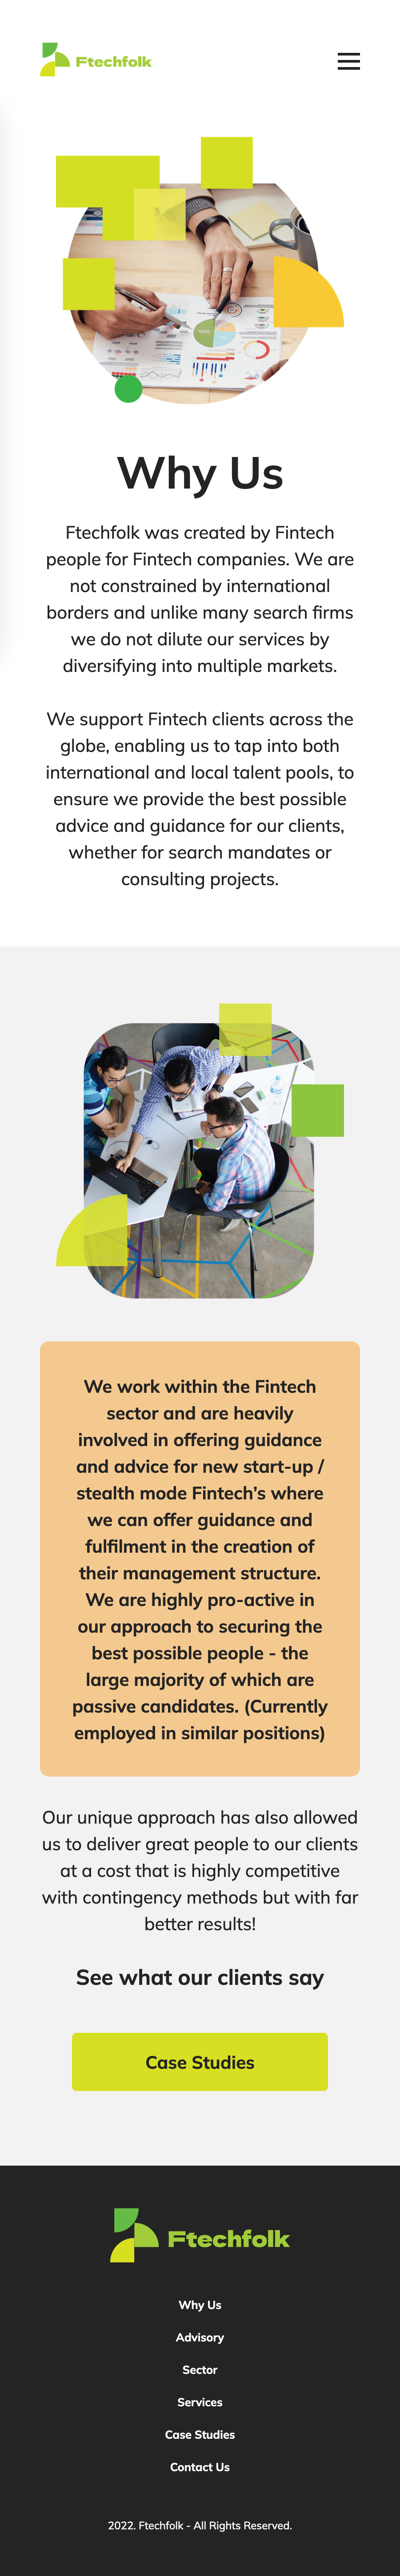 Ftechfolk
Why Us
Ftechfolk was created by Fintech
people for Fintech companies. We are
not constrained by international
borders and unlike many search firms
we do not dilute our services by
diversifying into multiple markets.
We support Fintech clients across the
globe, enabling us to tap into both
international and local talent pools, to
ensure we provide the best possible
advice and guidance for our clients,
whether for search mandates or
consulting projects.
We work within the Fintech
sector and are heavily
involved in offering guidance
and advice for new start-up /
stealth mode Fintech’s where
we can offer guidance and
fulfilment in the creation of
their management structure.
We are highly pro-active in
our approach to securing the
best possible people - the
large majority of which are
passive candidates. (Currently
employed in similar positions)
Our unique approach has also allowed
us to deliver great people to our clients
at a cost that is highly competitive
with contingency methods but with far
better results!
See what our clients say
Case Studies
Ftechfolk
Why Us
Advisory
Sector
Services
Case Studies
Contact Us
2022. Ftechfolk - All Rights Reserved.